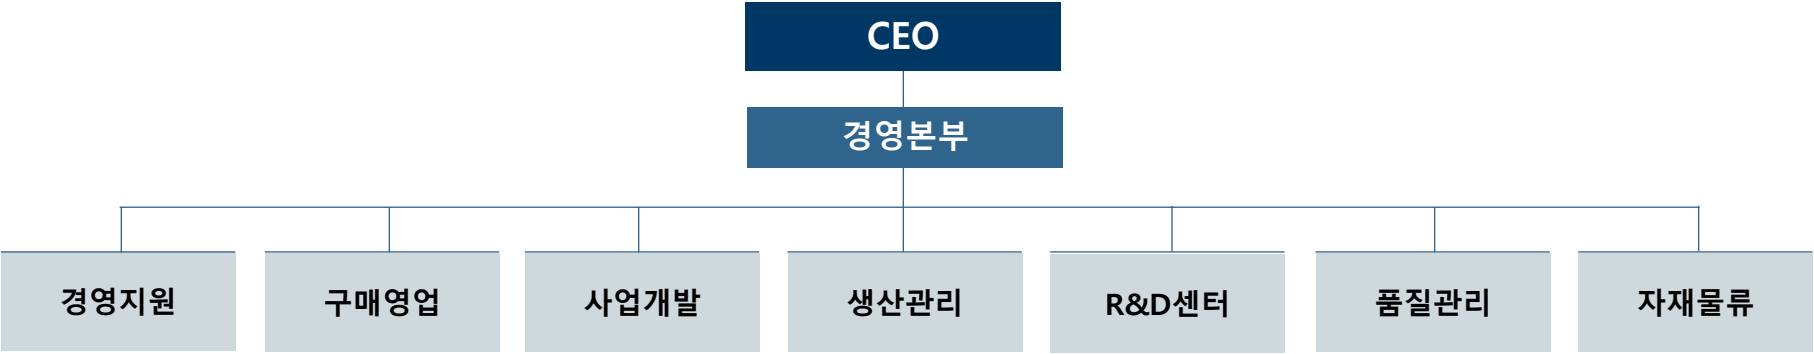 CEO
경영본부
경영지원
구매영업
사업개발
생산관리
R&D센터
품질관리
자재물류